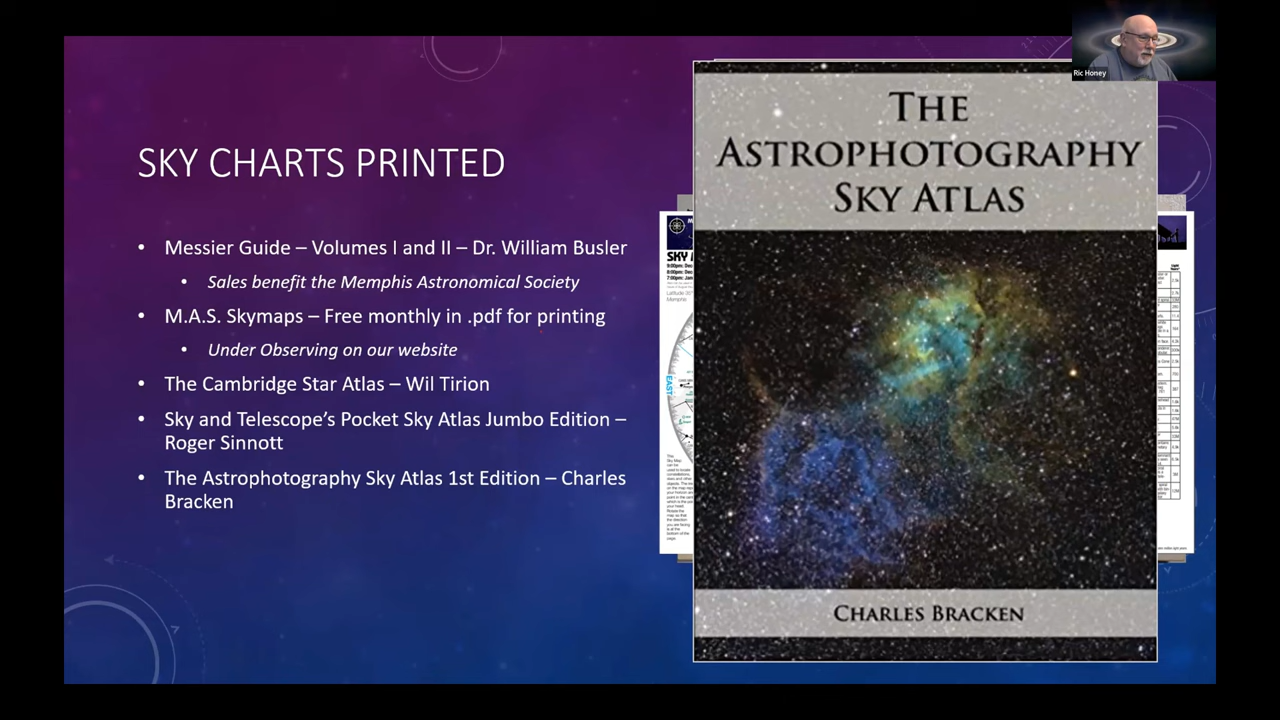 Ric Honey
SKY CHARTS PRINTED
• Messier Guide – Volumes I and II – Dr. William Busler
• Sales benefit the Memphis Astronomical Society
• M.A.S. Skymaps – Free monthly in .pdf for printing
• Under Observing on our website
• The Cambridge Star Atlas – Wil Tirion
• Sky and Telescope's Pocket Sky Atlas Jumbo Edition –
Roger Sinnott
• The Astrophotography Sky Atlas 1st Edition – Charles
Bracken
THE
ASTROPHOTOGRAPHY
SKY ATLAS
CHARLES BRACKEN
SKY
EAST